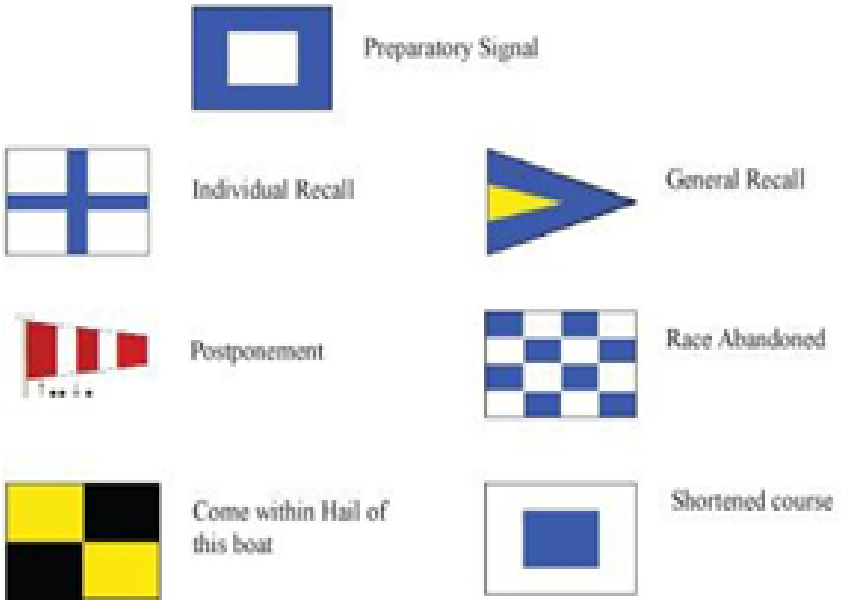 Preparatory Signal
Individual Recall
General Recall
Postponement
Race Abandoned
Come within Hail of
this boat
Shortened course